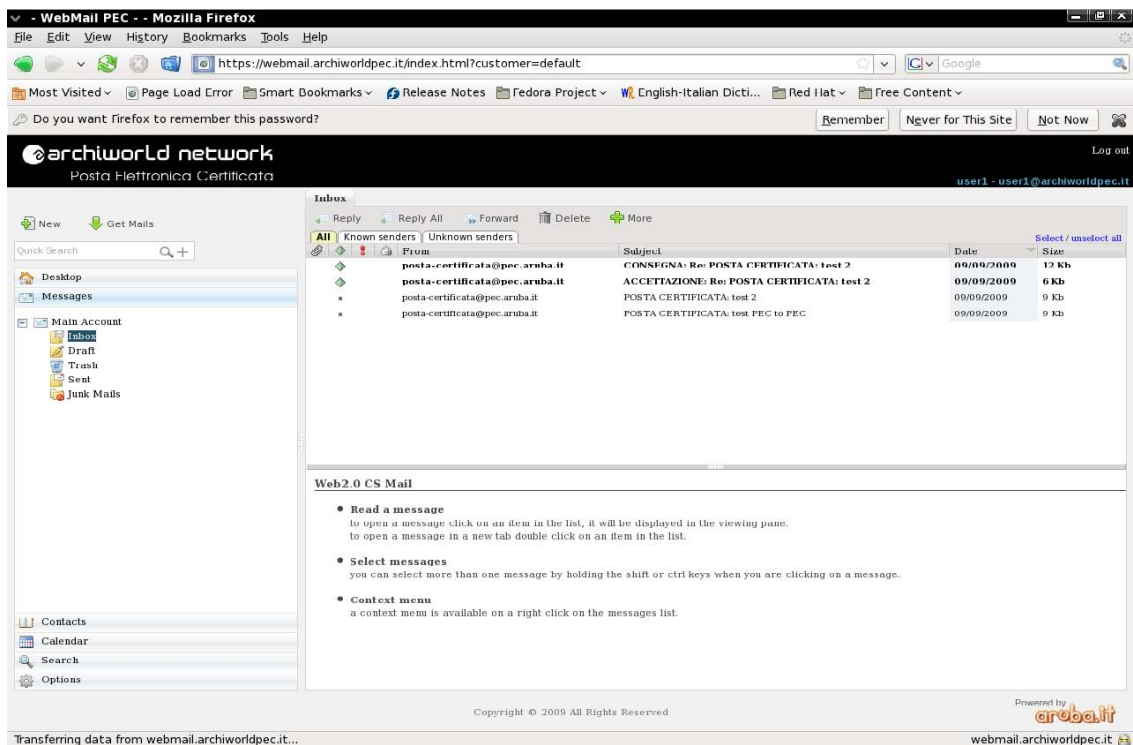 - WebMail PEC - - Mozilla Firefox
File Edit View History Bookmarks Tools Help
https://webmail.archiworldpec.it/index.html?customer=default
Google
Most Visited Page Load Error Smart Bookmarks Release Notes Fedora Project English-Italian Dicti... Red Hat Free Content
Do you want Firefox to remember this password? Remember Never for This Site Not Now
archiworld network
Log out
Posta Elettronica Certificata
user1 - user1@archiworldpec.it
New Get Mails
Quick Search
Desktop
Messages
Main Account
Inbox
Draft
Trash
Sent
Junk Mails
Contacts
Calendar
Search
Options
Inbox
Reply Reply All Forward Delete More
All Known senders Unknown senders Select / unselect all
From Subject Date Size
posta-certificata@pec.aruba.it CONSEGNA: Re: POSTA CERTIFICATA: test 2 09/09/2009 12 Kb
posta-certificata@pec.aruba.it ACCETTAZIONE: Re: POSTA CERTIFICATA: test 2 09/09/2009 6 Kb
posta-certificata@pec.aruba.it POSTA CERTIFICATA: test 2 09/09/2009 9 Kb
posta-certificata@pec.aruba.it POSTA CERTIFICATA: test PEC to PEC 09/09/2009 9 Kb
Web2.0 CS Mail
Read a message
to open a message click on an item in the list, it will be displayed in the viewing pane.
to open a message in a new tab double click on an item in the list.
Select messages
you can select more than one message by holding the shift or ctrl keys when you are clicking on a message.
Context menu
a context menu is available on a right click on the messages list.
Copyright © 2009 All Rights Reserved
Powered by
aruba.it
Transferring data from webmail.archiworldpec.it... webmail.archiworldpec.it